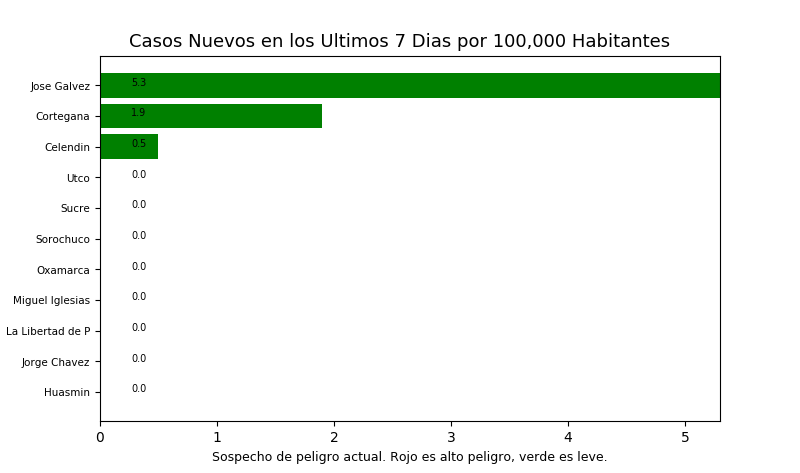 Casos Nuevos en los Ultimos 7 Dias por 100,000 Habitantes
Jose Galvez 5.3
Cortegana 1.9
Celendin 0.5
Utco 0.0
Sucre 0.0
Sorochuco 0.0
Oxamarca 0.0
Miguel Iglesias 0.0
La Libertad de P 0.0
Jorge Chavez 0.0
Huasmin 0.0
0 1 2 3 4 5
Sospecho de peligro actual. Rojo es alto peligro, verde es leve.